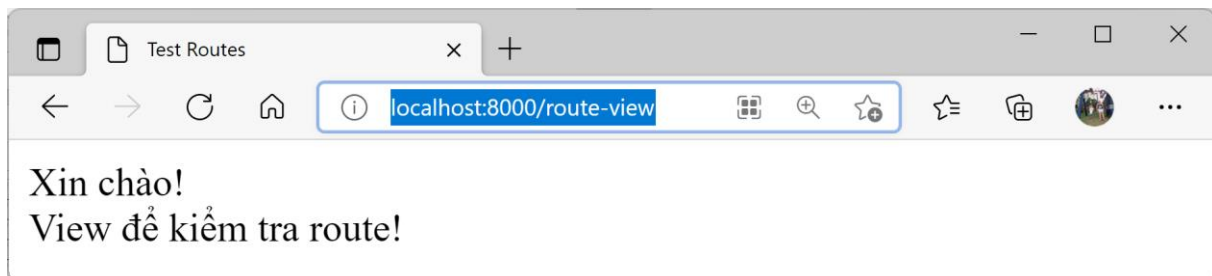 Test Routes
localhost:8000/route-view
Xin chào!
View để kiểm tra route!